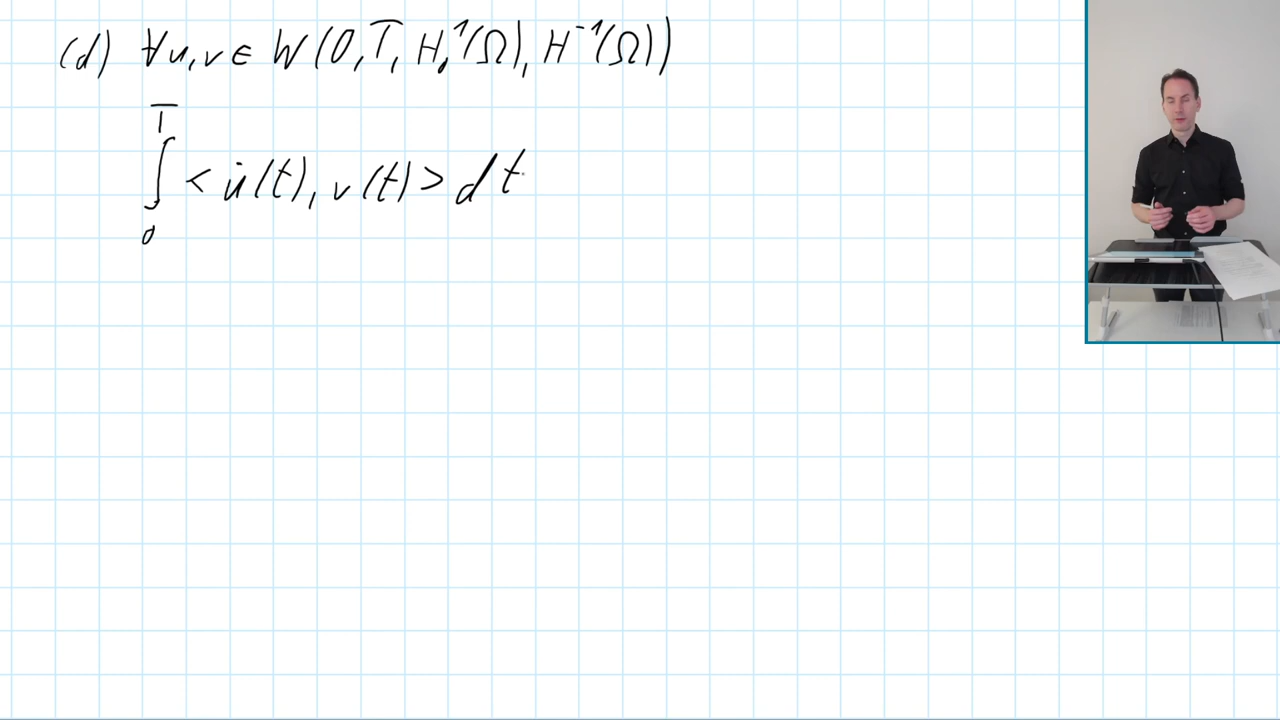 (d) ∀u,v ∈ W(0,T,H₀¹(Ω),H⁻¹(Ω))
∫₀ᵀ <u̇(t), v(t)> dt